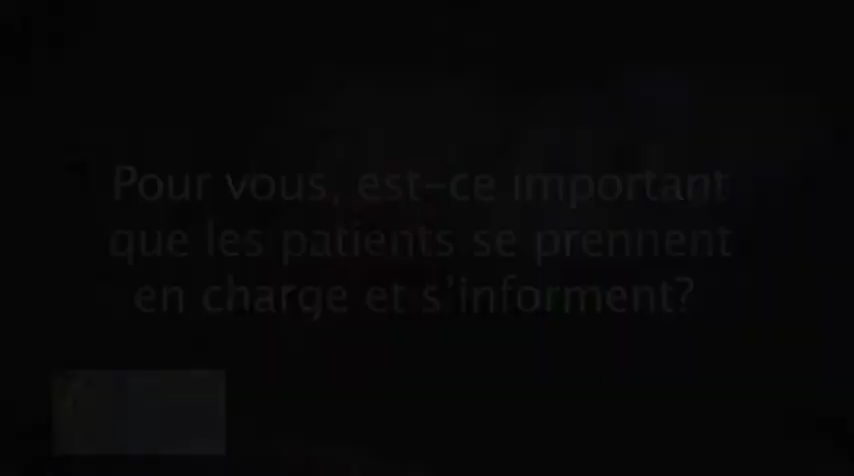 Pour vous, est-ce important
que les patients se prennent
en charge et s'informent?